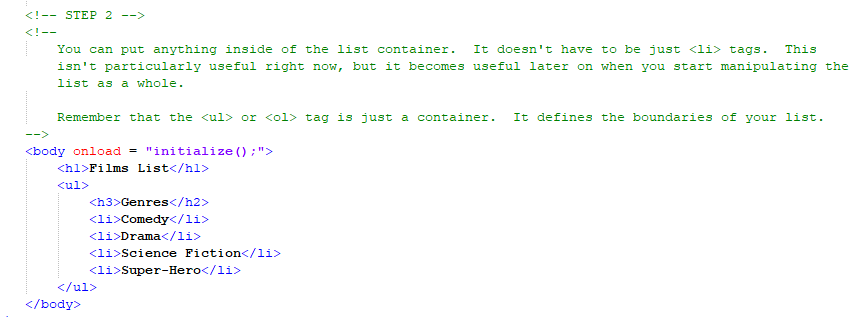 <!-- STEP 2 -->
<!--
You can put anything inside of the list container.  It doesn't have to be just <li> tags.  This
isn't particularly useful right now, but it becomes useful later on when you start manipulating the
list as a whole.
Remember that the <ul> or <ol> tag is just a container.  It defines the boundaries of your list.
-->
<body onload = "initialize();">
<h1>Films List</h1>
<ul>
<h3>Genres</h2>
<li>Comedy</li>
<li>Drama</li>
<li>Science Fiction</li>
<li>Super-Hero</li>
</ul>
</body>